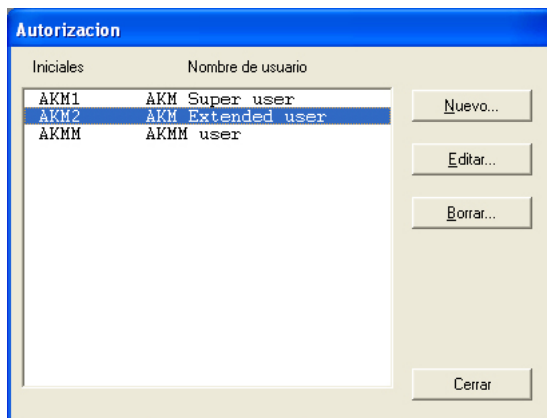 Autorizacion
Iniciales Nombre de usuario
AKM1 AKM Super user
AKM2 AKM Extended user
AKMM AKMM user
Nuevo...
Editar...
Borrar...
Cerrar